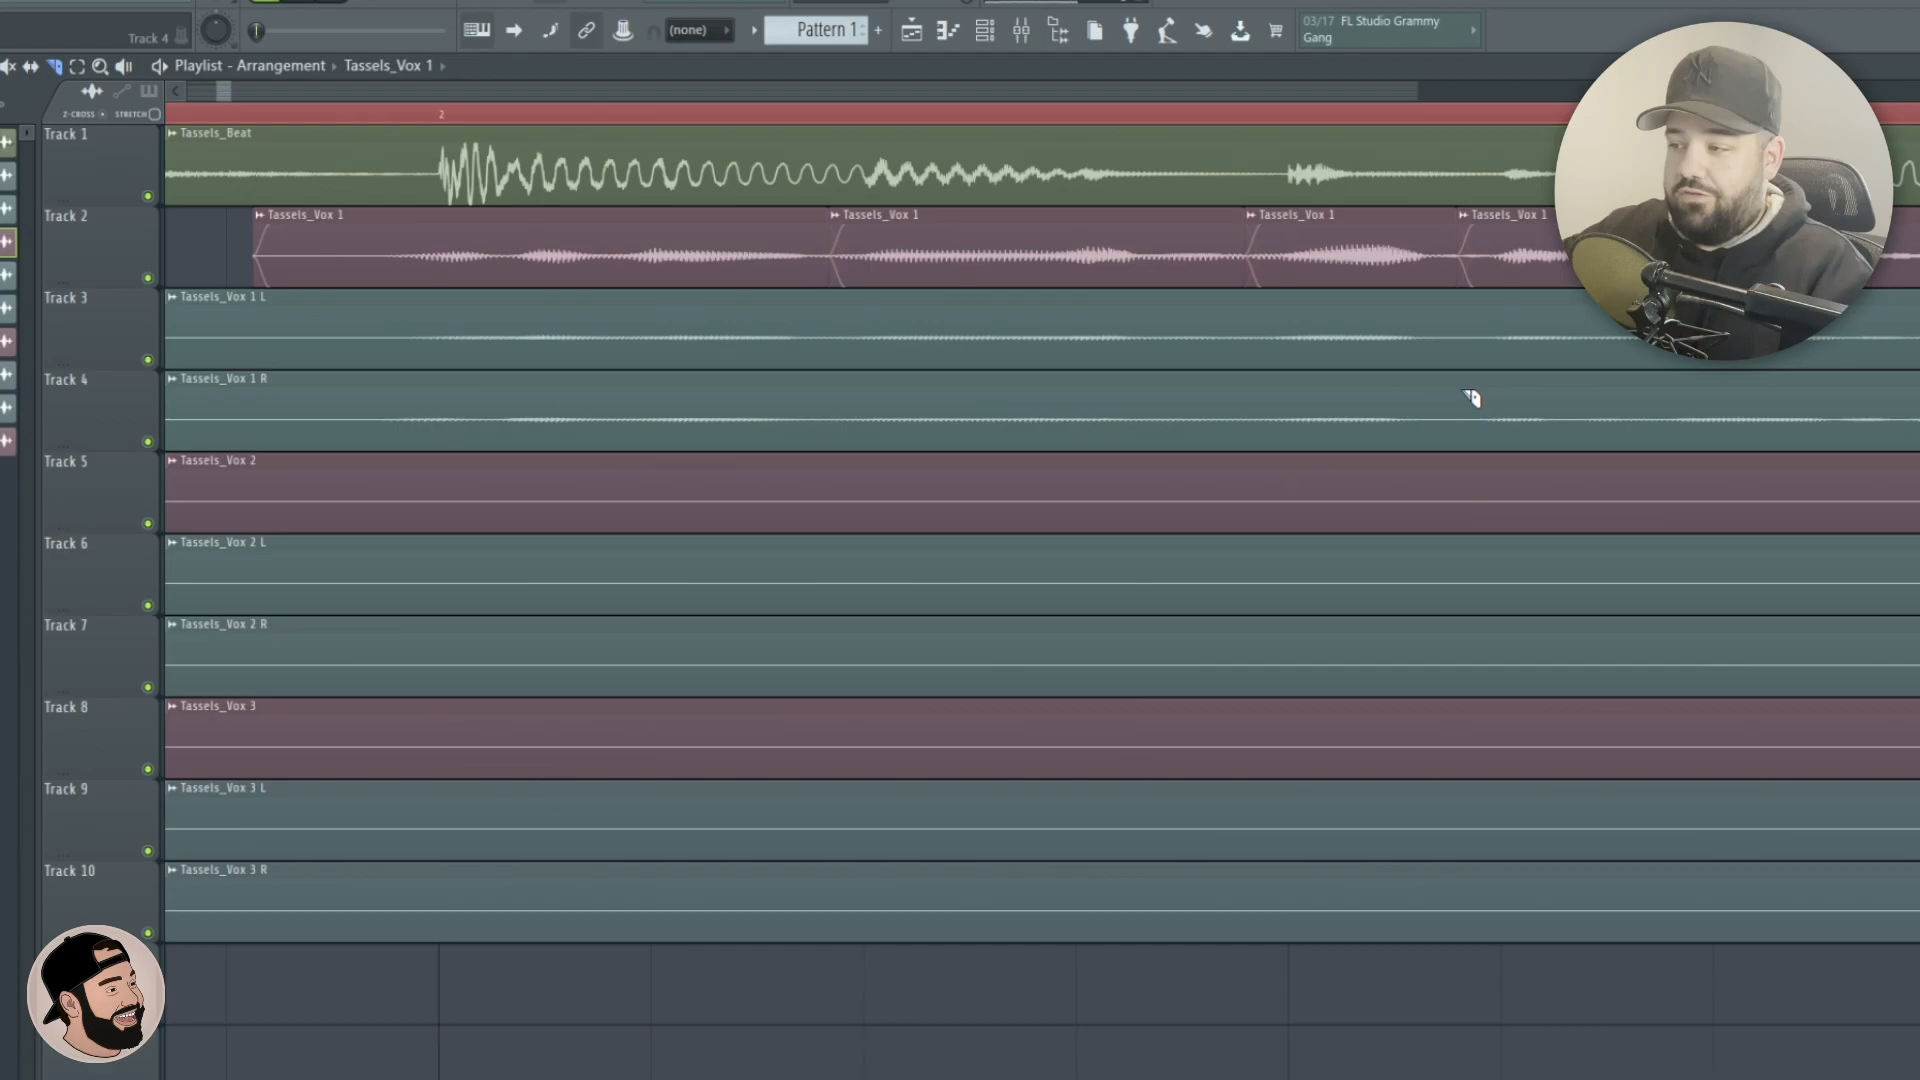 03/17 FL Studio Grammy
Gang
Track 4
(none)
Pattern 1
Playlist - Arrangement
Tassels_Vox 1
Z-CROSS
STRETCH
2
Track 1
Tassels_Beat
Track 2
Tassels_Vox 1
Tassels_Vox 1
Tassels_Vox 1
Tassels_Vox 1
Track 3
Tassels_Vox 1 L
Track 4
Tassels_Vox 1 R
Track 5
Tassels_Vox 2
Track 6
Tassels_Vox 2 L
Track 7
Tassels_Vox 2 R
Track 8
Tassels_Vox 3
Track 9
Tassels_Vox 3 L
Track 10
Tassels_Vox 3 R